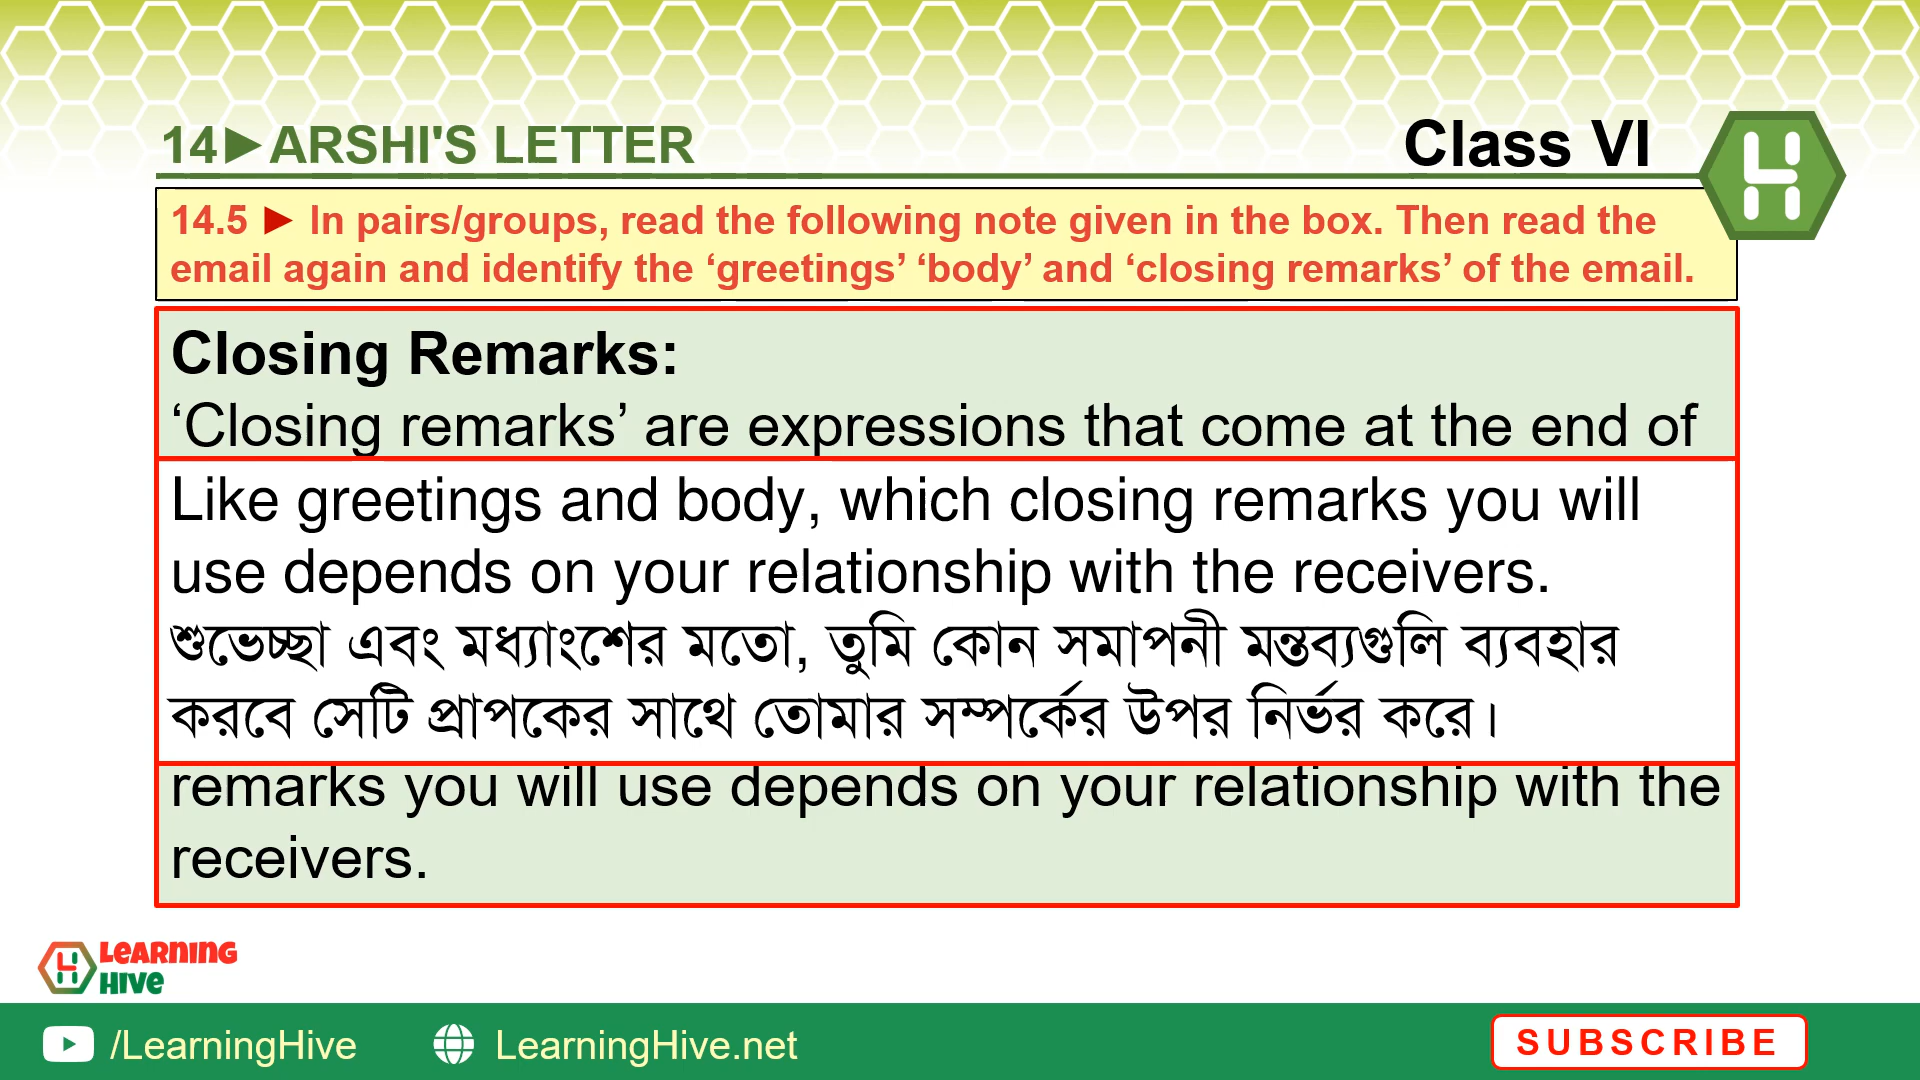 14►ARSHI'S LETTER
Class VI
14.5 ► In pairs/groups, read the following note given in the box. Then read the
email again and identify the ‘greetings’ ‘body’ and ‘closing remarks’ of the email.
Closing Remarks:
‘Closing remarks’ are expressions that come at the end of
Like greetings and body, which closing remarks you will
use depends on your relationship with the receivers.
শুভেচ্ছা এবং মধ্যাংশের মতো, তুমি কোন সমাপনী মন্তব্যগুলি ব্যবহার
করবে সেটি প্রাপকের সাথে তোমার সম্পর্কের উপর নির্ভর করে।
remarks you will use depends on your relationship with the
receivers.
LEARNING
HIVE
/LearningHive
LearningHive.net
SUBSCRIBE